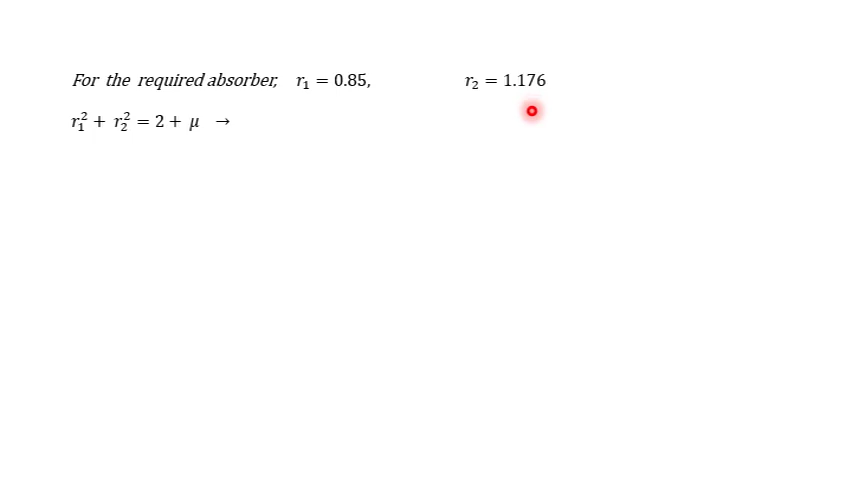 For the required absorber, r₁ = 0.85, r₂ = 1.176
r₁² + r₂² = 2 + μ →